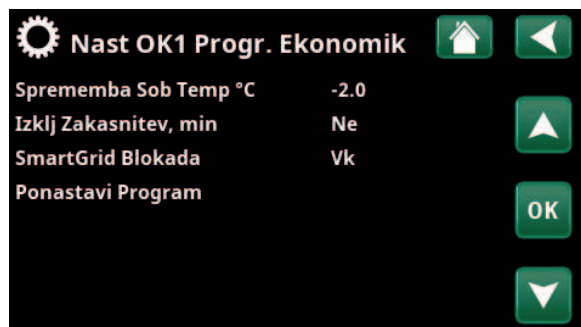 Nast OK1 Progr. Ekonomik
Sprememba Sob Temp °C -2.0
Izklj Zakasnitev, min Ne
SmartGrid Blokada Vk
Ponastavi Program
OK